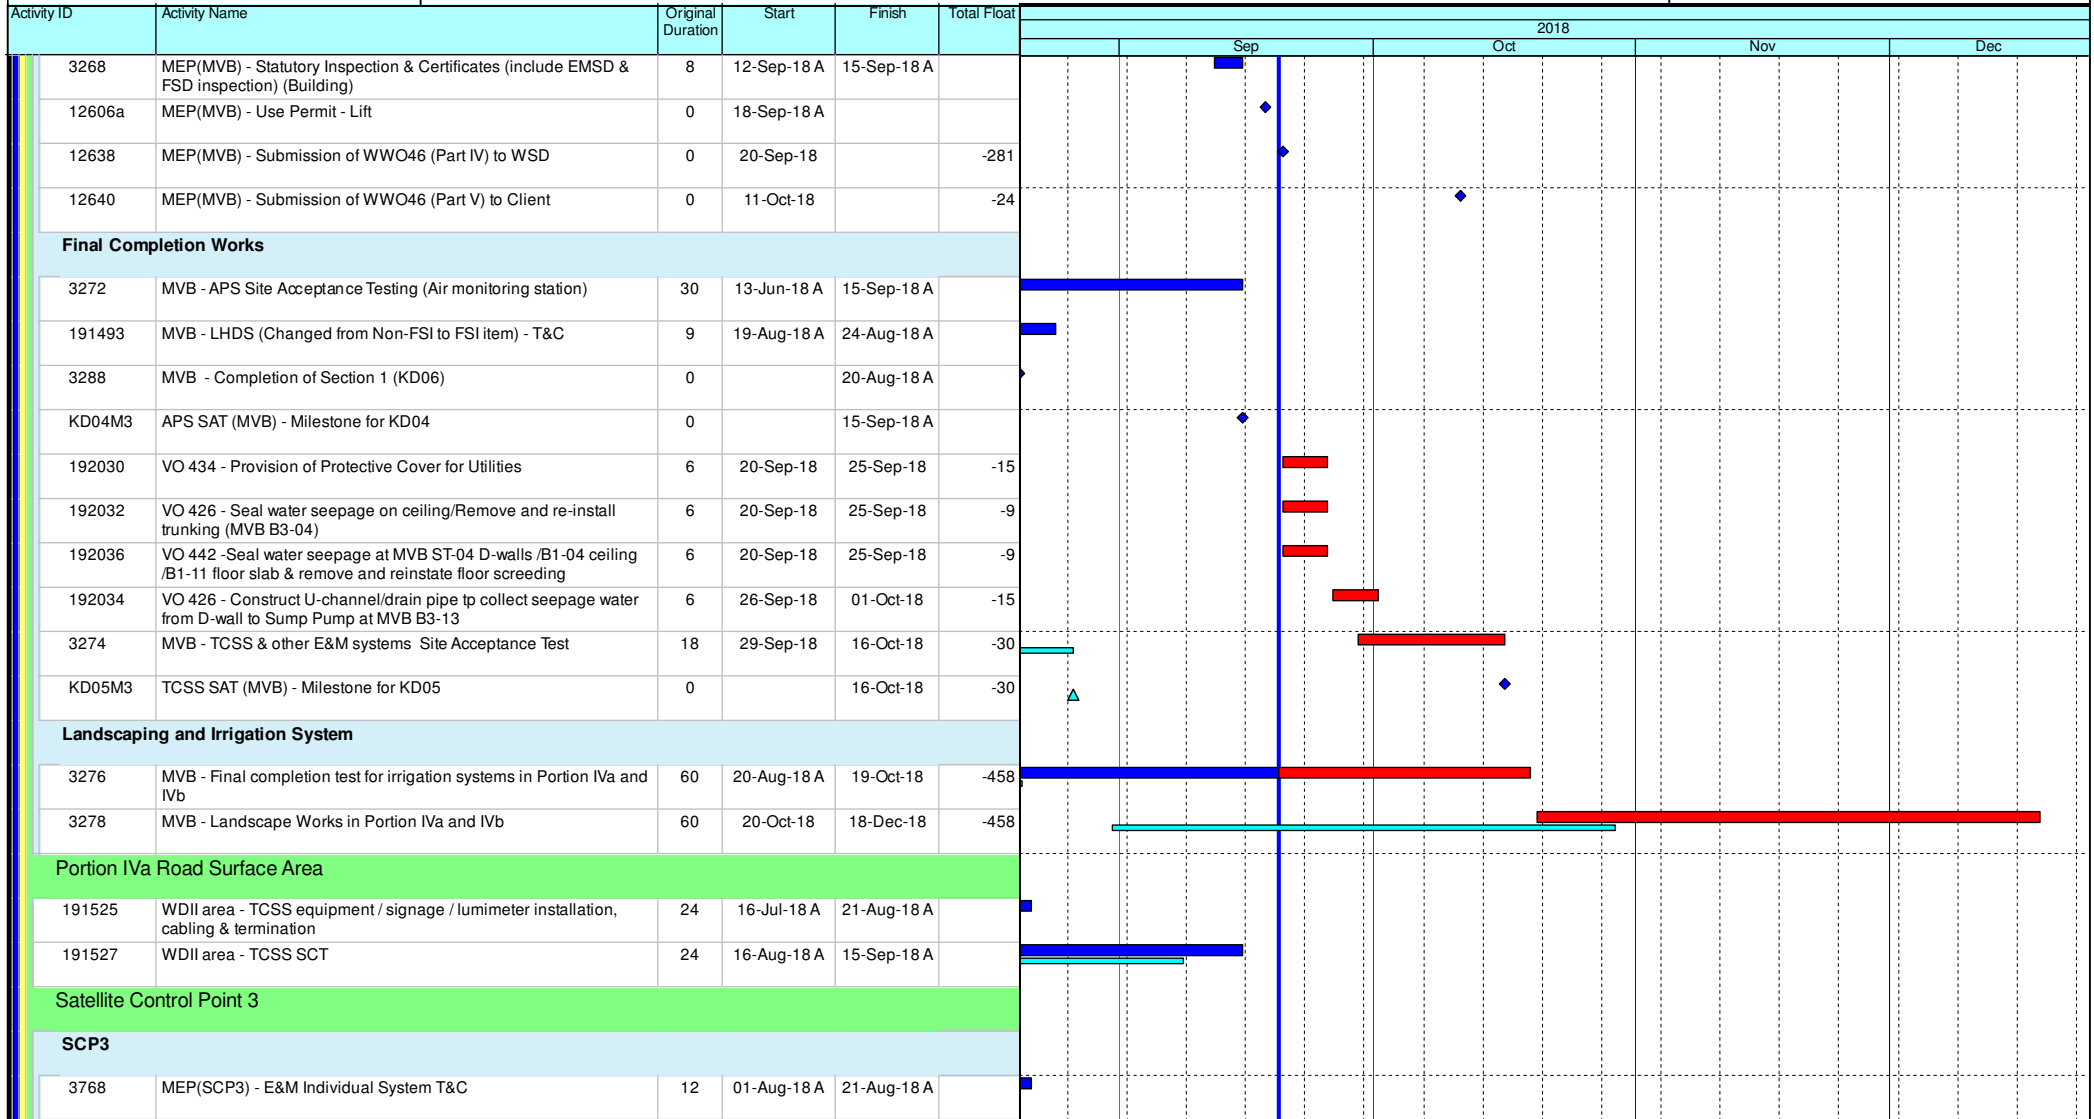 Activity ID Activity Name Original Start Finish Total Float
Duration
2018
Sep Oct Nov Dec
3268 MEP(MVB) - Statutory Inspection & Certificates (include EMSD & 8 12-Sep-18 A 15-Sep-18 A
FSD inspection) (Building)
12606a MEP(MVB) - Use Permit - Lift 0 18-Sep-18 A
12638 MEP(MVB) - Submission of WWO46 (Part IV) to WSD 0 20-Sep-18 -281
12640 MEP(MVB) - Submission of WWO46 (Part V) to Client 0 11-Oct-18 -24
Final Completion Works
3272 MVB - APS Site Acceptance Testing (Air monitoring station) 30 13-Jun-18 A 15-Sep-18 A
191493 MVB - LHDS (Changed from Non-FSI to FSI item) - T&C 9 19-Aug-18 A 24-Aug-18 A
3288 MVB - Completion of Section 1 (KD06) 0 20-Aug-18 A
KD04M3 APS SAT (MVB) - Milestone for KD04 0 15-Sep-18 A
192030 VO 434 - Provision of Protective Cover for Utilities 6 20-Sep-18 25-Sep-18 -15
192032 VO 426 - Seal water seepage on ceiling/Remove and re-install 6 20-Sep-18 25-Sep-18 -9
trunking (MVB B3-04)
192036 VO 442 -Seal water seepage at MVB ST-04 D-walls /B1-04 ceiling 6 20-Sep-18 25-Sep-18 -9
/B1-11 floor slab & remove and reinstate floor screeding
192034 VO 426 - Construct U-channel/drain pipe tp collect seepage water 6 26-Sep-18 01-Oct-18 -15
from D-wall to Sump Pump at MVB B3-13
3274 MVB - TCSS & other E&M systems Site Acceptance Test 18 29-Sep-18 16-Oct-18 -30
KD05M3 TCSS SAT (MVB) - Milestone for KD05 0 16-Oct-18 -30
Landscaping and Irrigation System
3276 MVB - Final completion test for irrigation systems in Portion IVa and 60 20-Aug-18 A 19-Oct-18 -458
IVb
3278 MVB - Landscape Works in Portion IVa and IVb 60 20-Oct-18 18-Dec-18 -458
Portion IVa Road Surface Area
191525 WDII area - TCSS equipment / signage / lumimeter installation, 24 16-Jul-18 A 21-Aug-18 A
cabling & termination
191527 WDII area - TCSS SCT 24 16-Aug-18 A 15-Sep-18 A
Satellite Control Point 3
SCP3
3768 MEP(SCP3) - E&M Individual System T&C 12 01-Aug-18 A 21-Aug-18 A